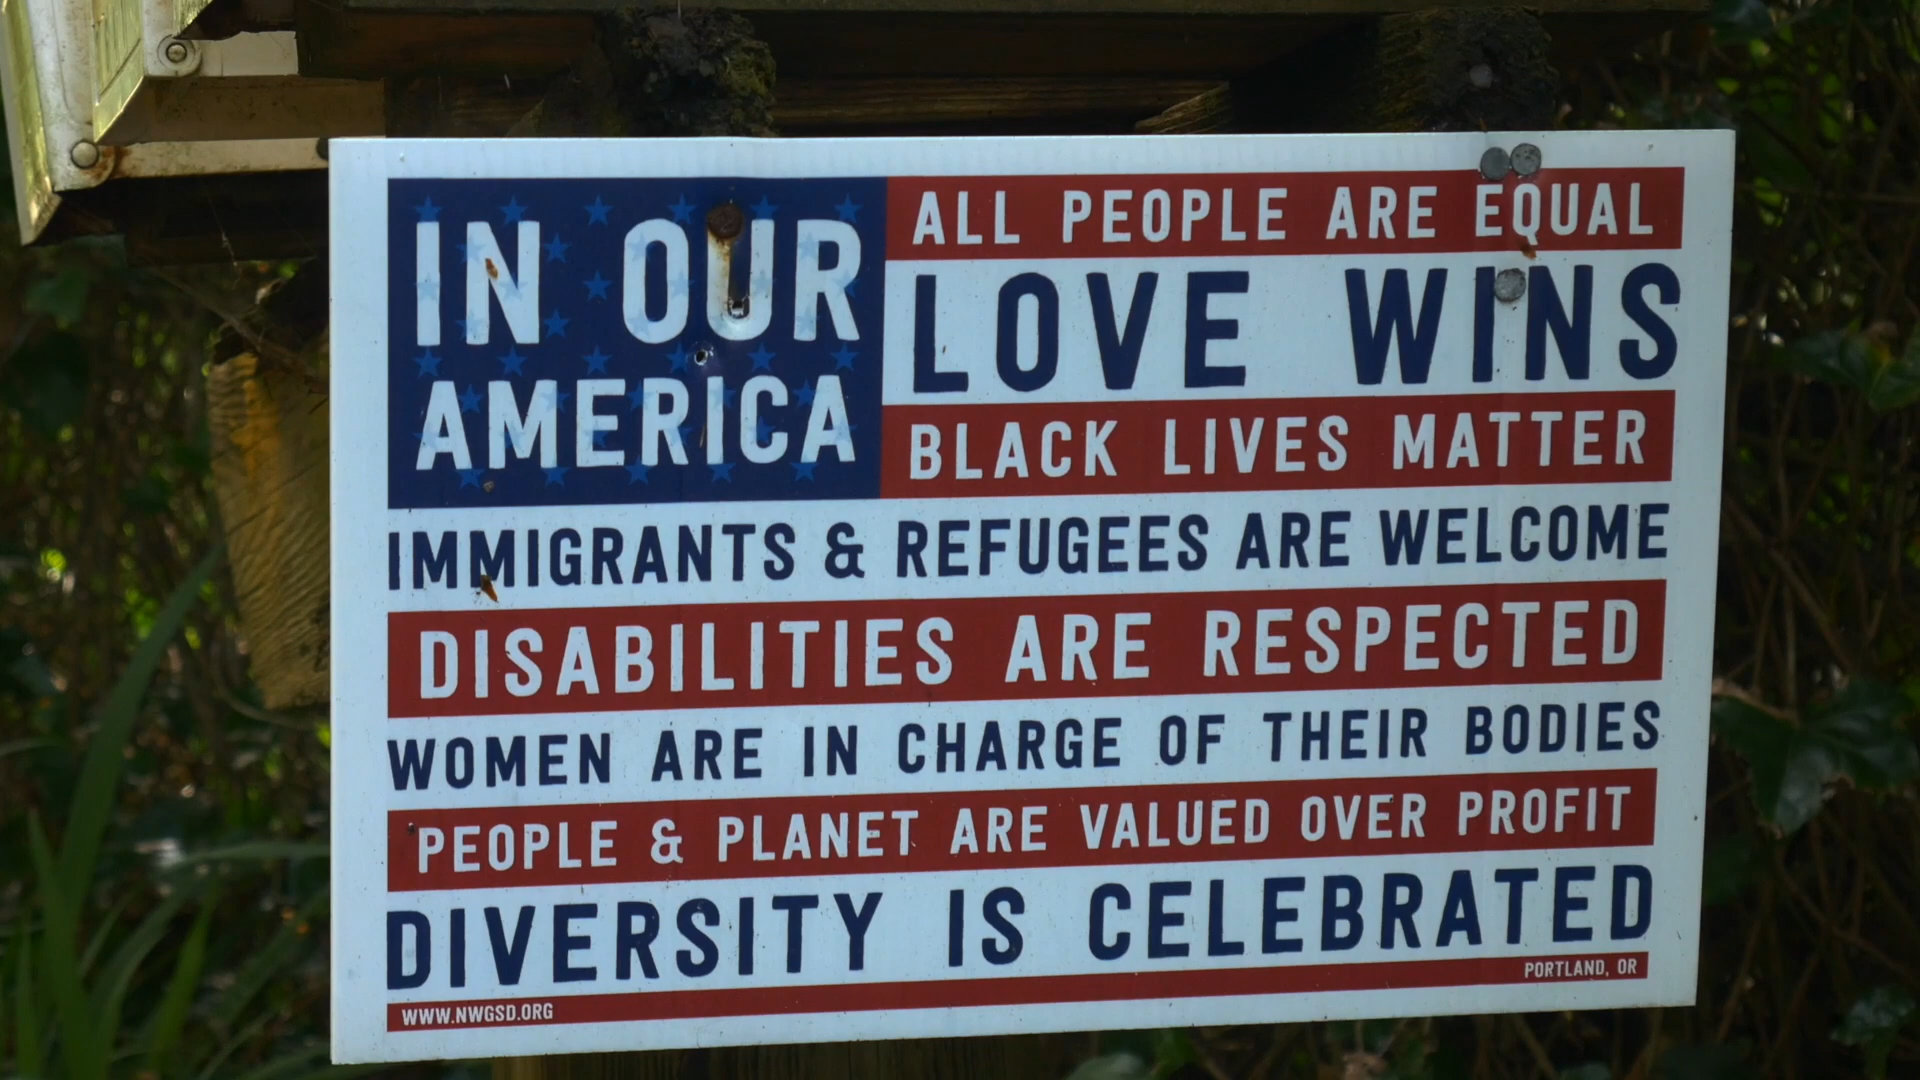 IN OUR
AMERICA
ALL PEOPLE ARE EQUAL
LOVE WINS
BLACK LIVES MATTER
IMMIGRANTS & REFUGEES ARE WELCOME
DISABILITIES ARE RESPECTED
WOMEN ARE IN CHARGE OF THEIR BODIES
PEOPLE & PLANET ARE VALUED OVER PROFIT
DIVERSITY IS CELEBRATED
WWW.NWGSD.ORG
PORTLAND, OR